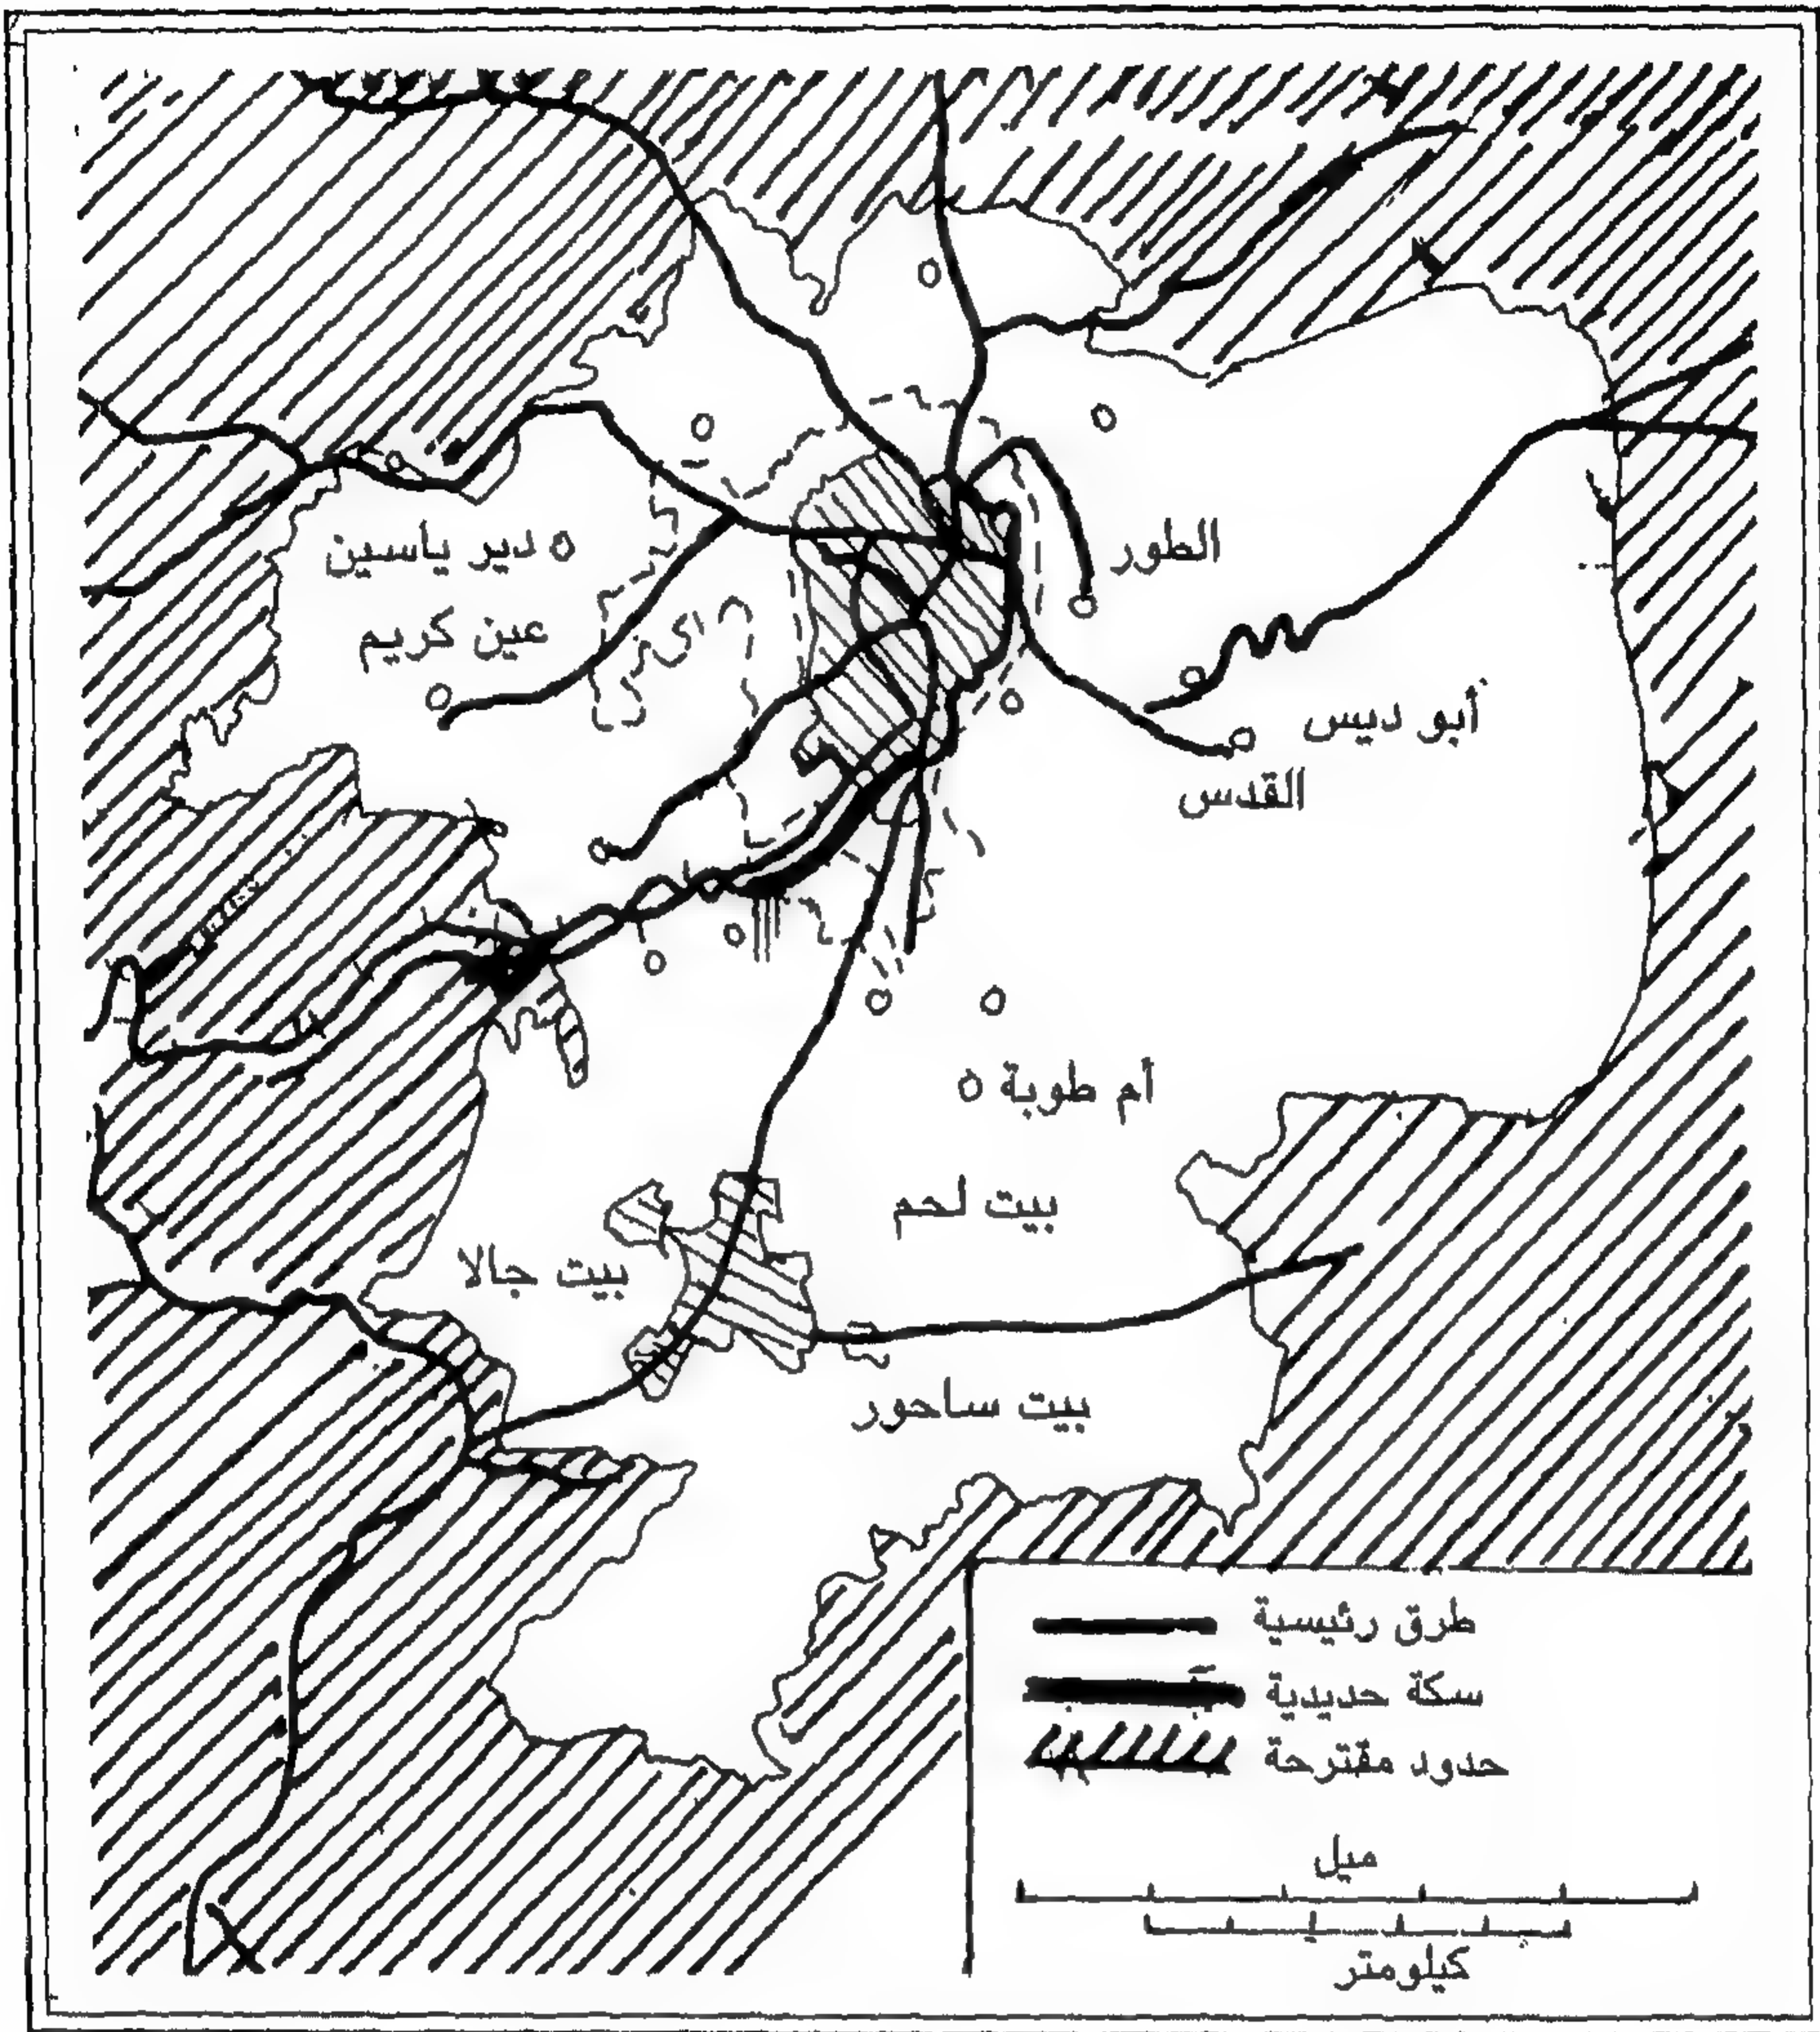 الطور
دير ياسين
عين كريم
أبو ديس
القدس
أم طوبة
بيت لحم
بيت جالا
بيت ساحور
طرق رئيسية
سكة حديدية
حدود مقترحة
ميل
كيلومتر